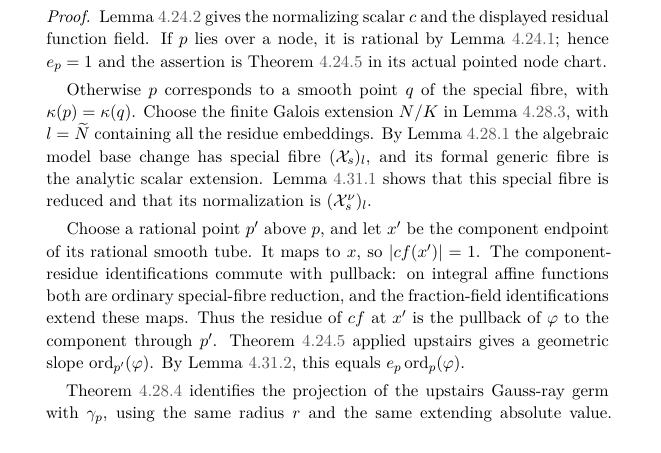 Proof. Lemma 4.24.2 gives the normalizing scalar c and the displayed residual
function field. If p lies over a node, it is rational by Lemma 4.24.1; hence
eₚ = 1 and the assertion is Theorem 4.24.5 in its actual pointed node chart.
Otherwise p corresponds to a smooth point q of the special fibre, with
κ(p) = κ(q). Choose the finite Galois extension N/K in Lemma 4.28.3, with
l = Ñ containing all the residue embeddings. By Lemma 4.28.1 the algebraic
model base change has special fibre (𝒳ₛ)ₗ, and its formal generic fibre is
the analytic scalar extension. Lemma 4.31.1 shows that this special fibre is
reduced and that its normalization is (𝒳ₛ^ν)ₗ.
Choose a rational point p′ above p, and let x′ be the component endpoint
of its rational smooth tube. It maps to x, so |cf(x′)| = 1. The component-
residue identifications commute with pullback: on integral affine functions
both are ordinary special-fibre reduction, and the fraction-field identifications
extend these maps. Thus the residue of cf at x′ is the pullback of φ to the
component through p′. Theorem 4.24.5 applied upstairs gives a geometric
slope ord_{p′}(φ). By Lemma 4.31.2, this equals eₚ ordₚ(φ).
Theorem 4.28.4 identifies the projection of the upstairs Gauss-ray germ
with γₚ, using the same radius r and the same extending absolute value.